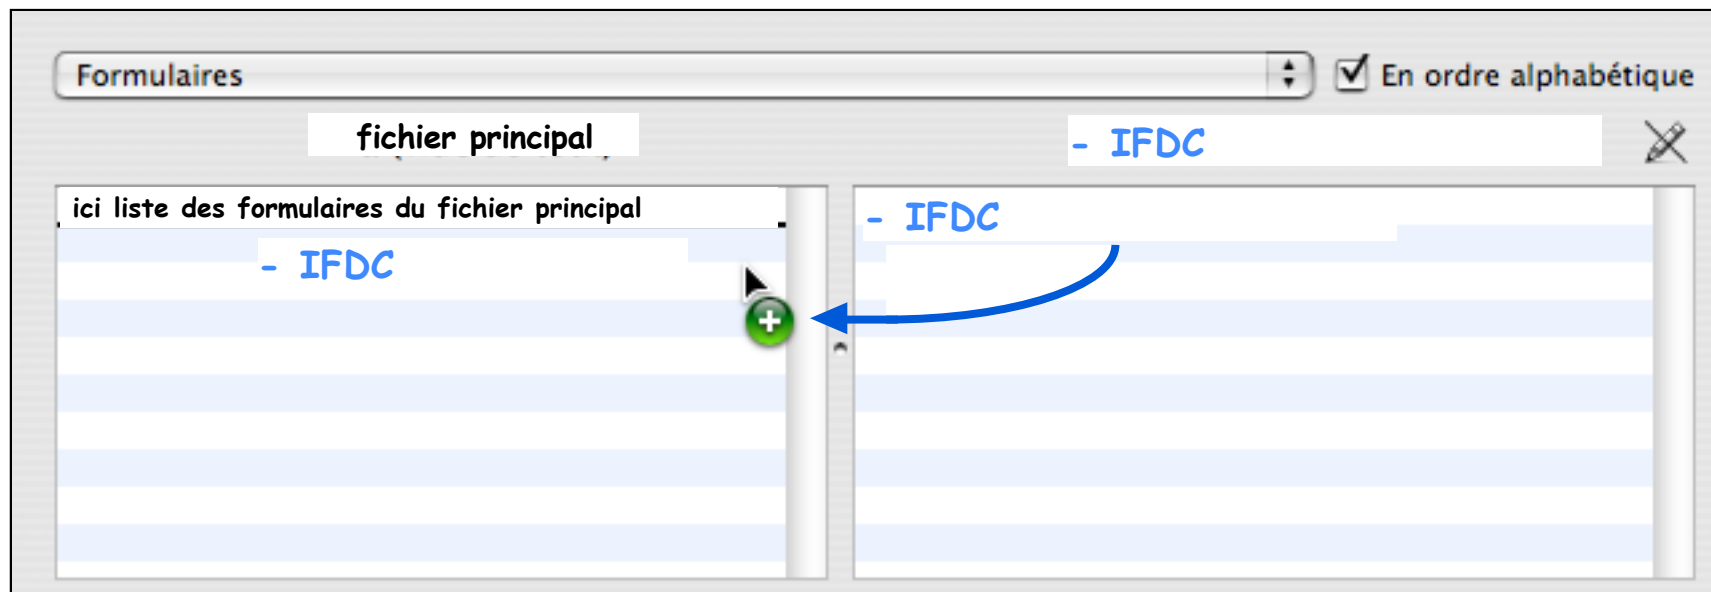 Formulaires
En ordre alphabétique
fichier principal
- IFDC
ici liste des formulaires du fichier principal
- IFDC
- IFDC